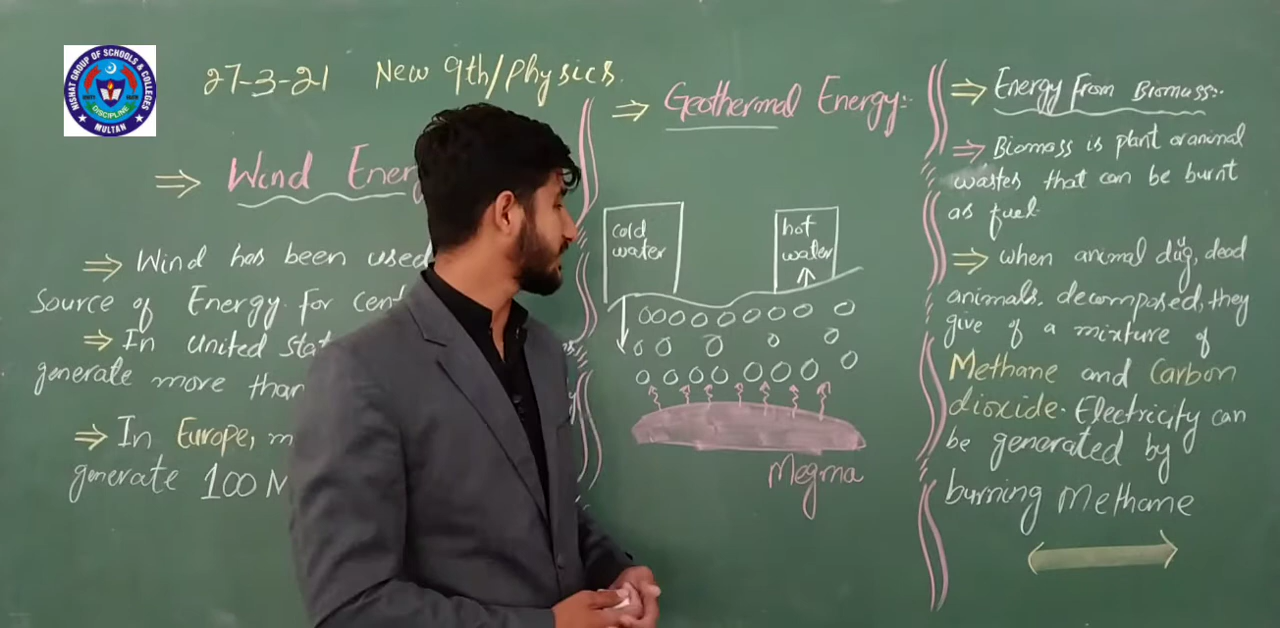 NISHAT GROUP OF SCHOOLS & COLLEGES
DISCIPLINE
MULTAN
27-3-21 New 9th/Physics.
⇒ Wind Energ
⇒ Wind has been used
Source of Energy. For cent
⇒ In united stat
generate more than
⇒ In Europe, m
generate 100 M
⇒ Geothermal Energy:-
cold
water
hot
water
Megma
⇒ Energy From Biomass:-
⇒ Biomass is plant or animal
wastes that can be burnt
as fuel.
⇒ when animal dug, dead
animals, decomposed, they
give of a mixture of
Methane and Carbon
dioxide. Electricity can
be generated by
burning Methane